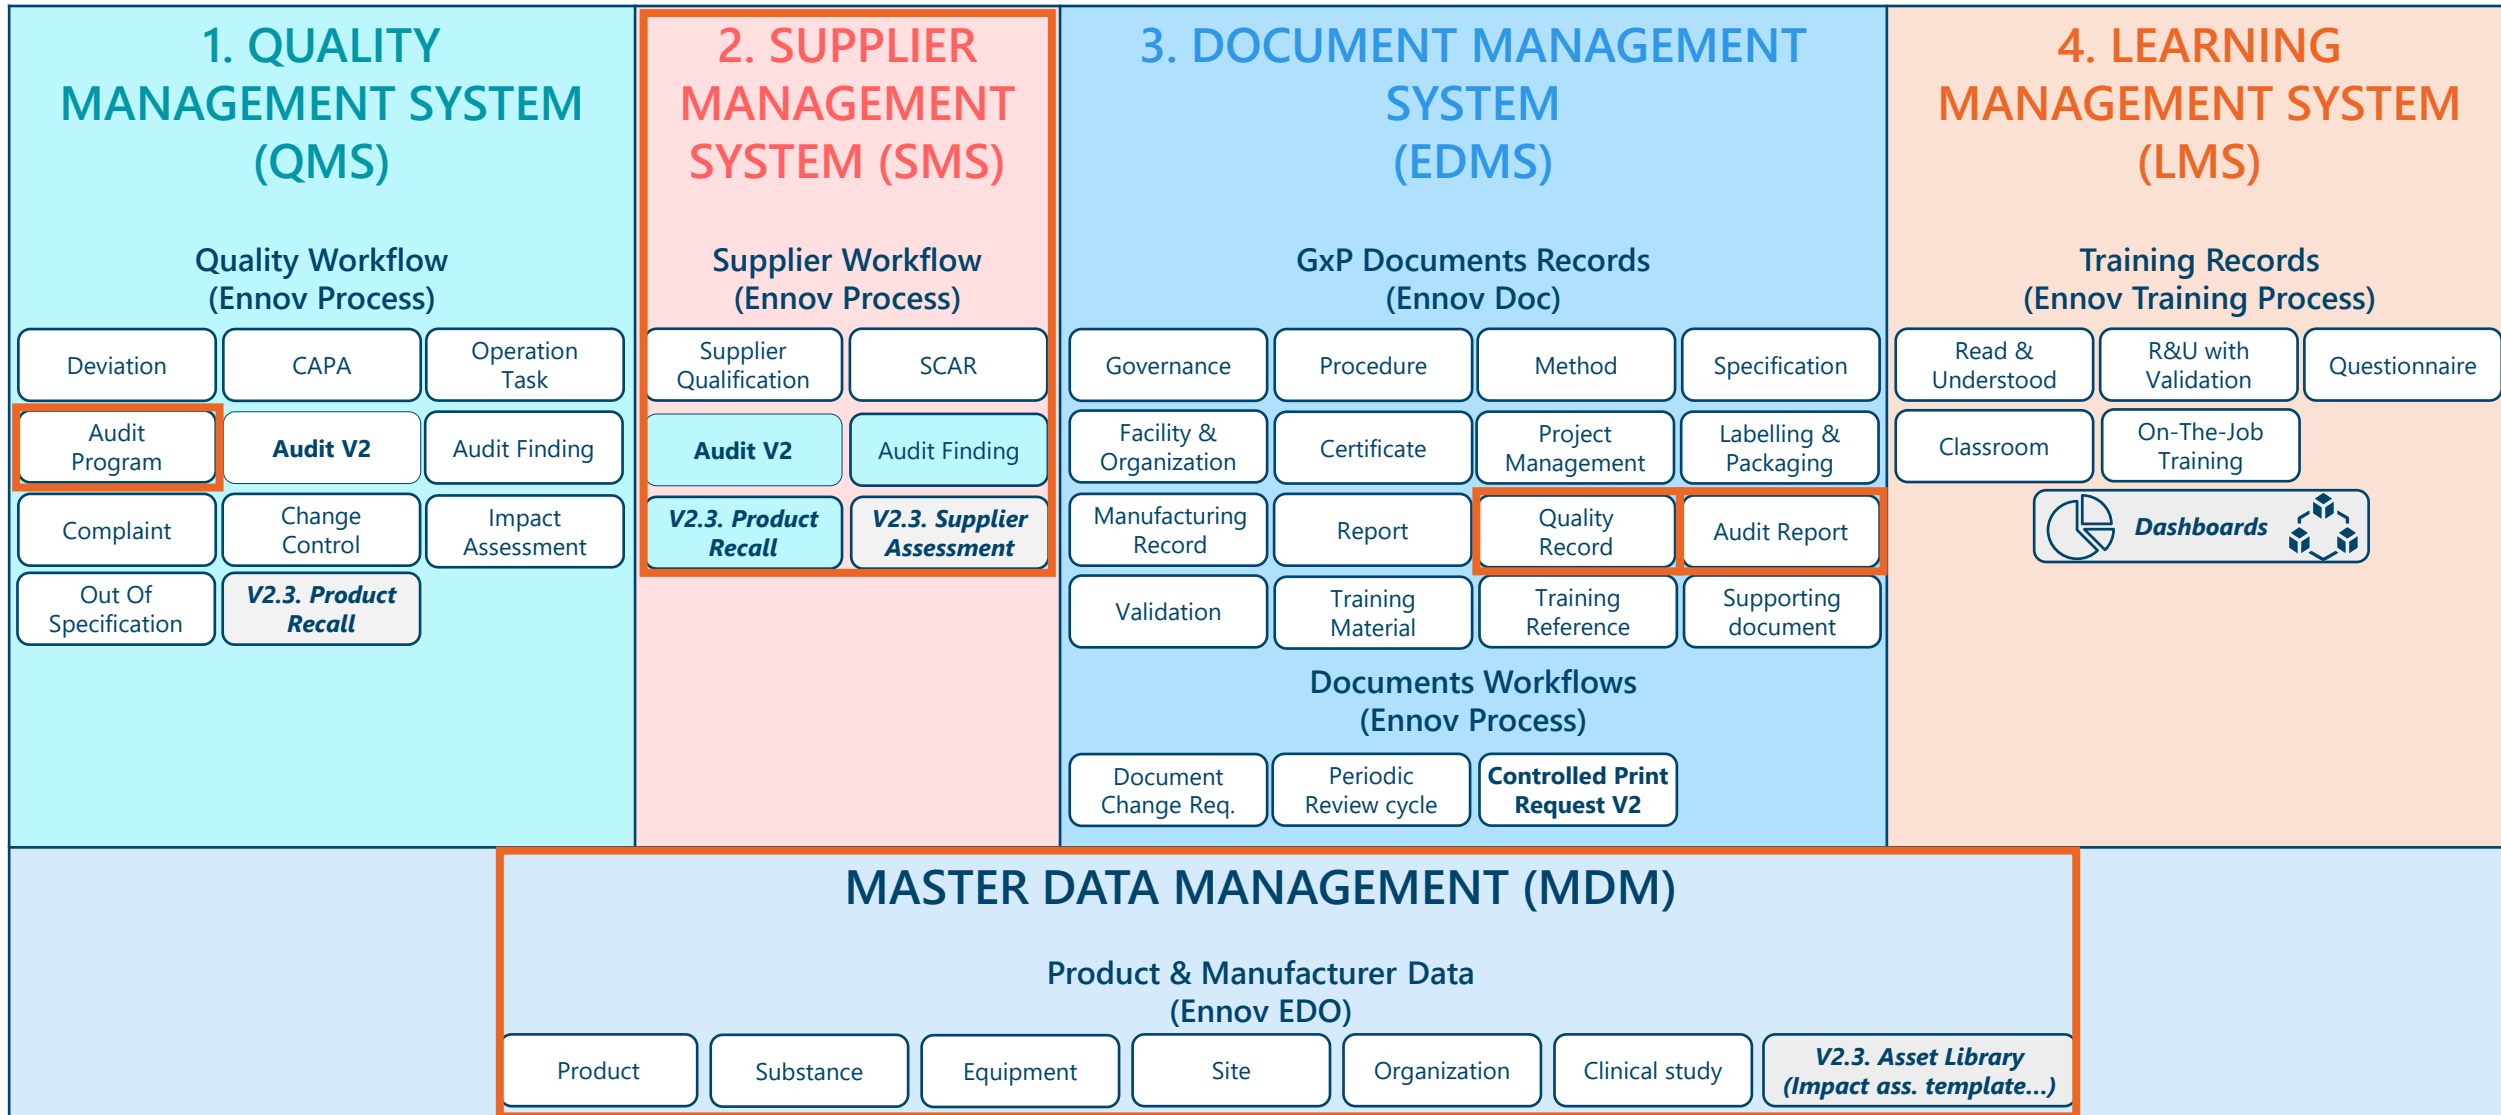 1. QUALITY
MANAGEMENT SYSTEM
(QMS)
Quality Workflow
(Ennov Process)
Deviation
CAPA
Operation
Task
Audit
Program
Audit V2
Audit Finding
Complaint
Change
Control
Impact
Assessment
Out Of
Specification
V2.3. Product
Recall
2. SUPPLIER
MANAGEMENT
SYSTEM (SMS)
Supplier Workflow
(Ennov Process)
Supplier
Qualification
SCAR
Audit V2
Audit Finding
V2.3. Product
Recall
V2.3. Supplier
Assessment
3. DOCUMENT MANAGEMENT
SYSTEM
(EDMS)
GxP Documents Records
(Ennov Doc)
Governance
Procedure
Method
Specification
Facility &
Organization
Certificate
Project
Management
Labelling &
Packaging
Manufacturing
Record
Report
Quality
Record
Audit Report
Validation
Training
Material
Training
Reference
Supporting
document
Documents Workflows
(Ennov Process)
Document
Change Req.
Periodic
Review cycle
Controlled Print
Request V2
4. LEARNING
MANAGEMENT SYSTEM
(LMS)
Training Records
(Ennov Training Process)
Read &
Understood
R&U with
Validation
Questionnaire
Classroom
On-The-Job
Training
Dashboards
MASTER DATA MANAGEMENT (MDM)
Product & Manufacturer Data
(Ennov EDO)
Product
Substance
Equipment
Site
Organization
Clinical study
V2.3. Asset Library
(Impact ass. template...)